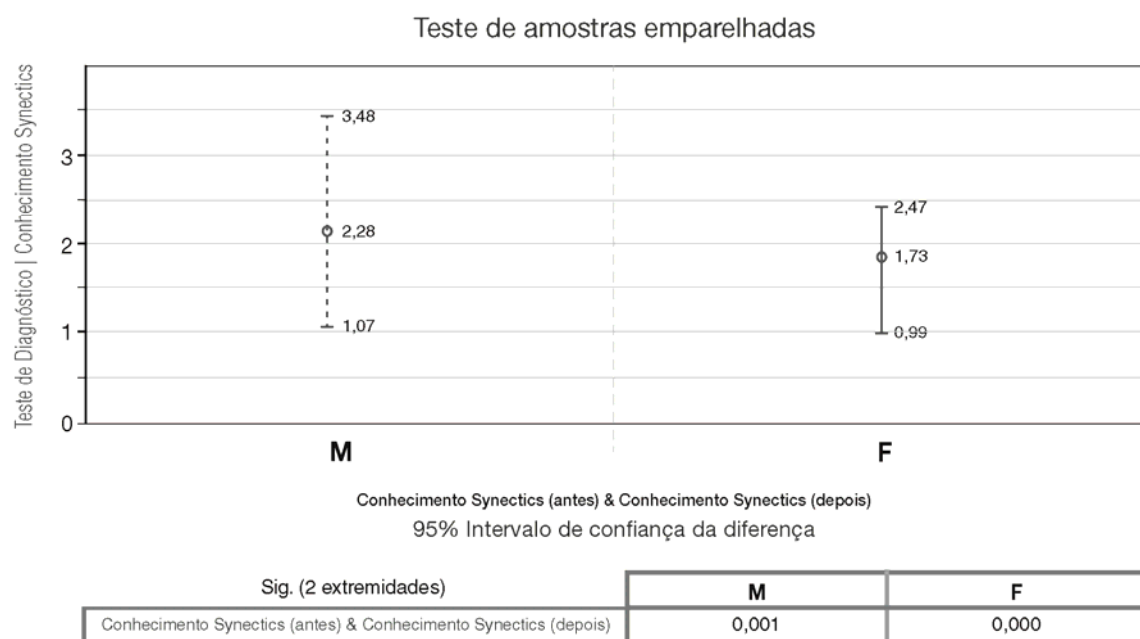 Teste de amostras emparelhadas
Teste de Diagnóstico | Conhecimento Synectics
3
2
1
0
3,48
2,28
1,07
2,47
1,73
0,99
M
F
Conhecimento Synectics (antes) & Conhecimento Synectics (depois)
95% Intervalo de confiança da diferença
Sig. (2 extremidades) M F
Conhecimento Synectics (antes) & Conhecimento Synectics (depois) 0,001 0,000